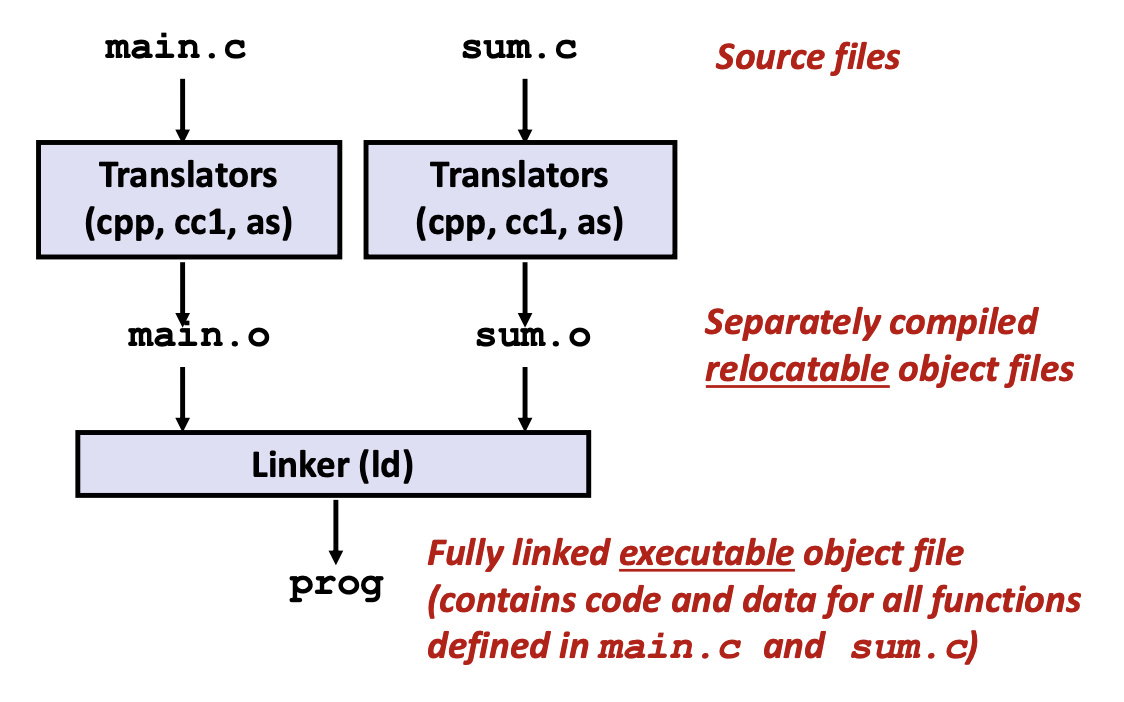 main.c
sum.c
Source files
Translators
(cpp, cc1, as)
Translators
(cpp, cc1, as)
main.o
sum.o
Separately compiled
relocatable object files
Linker (ld)
prog
Fully linked executable object file
(contains code and data for all functions
defined in main.c and sum.c)